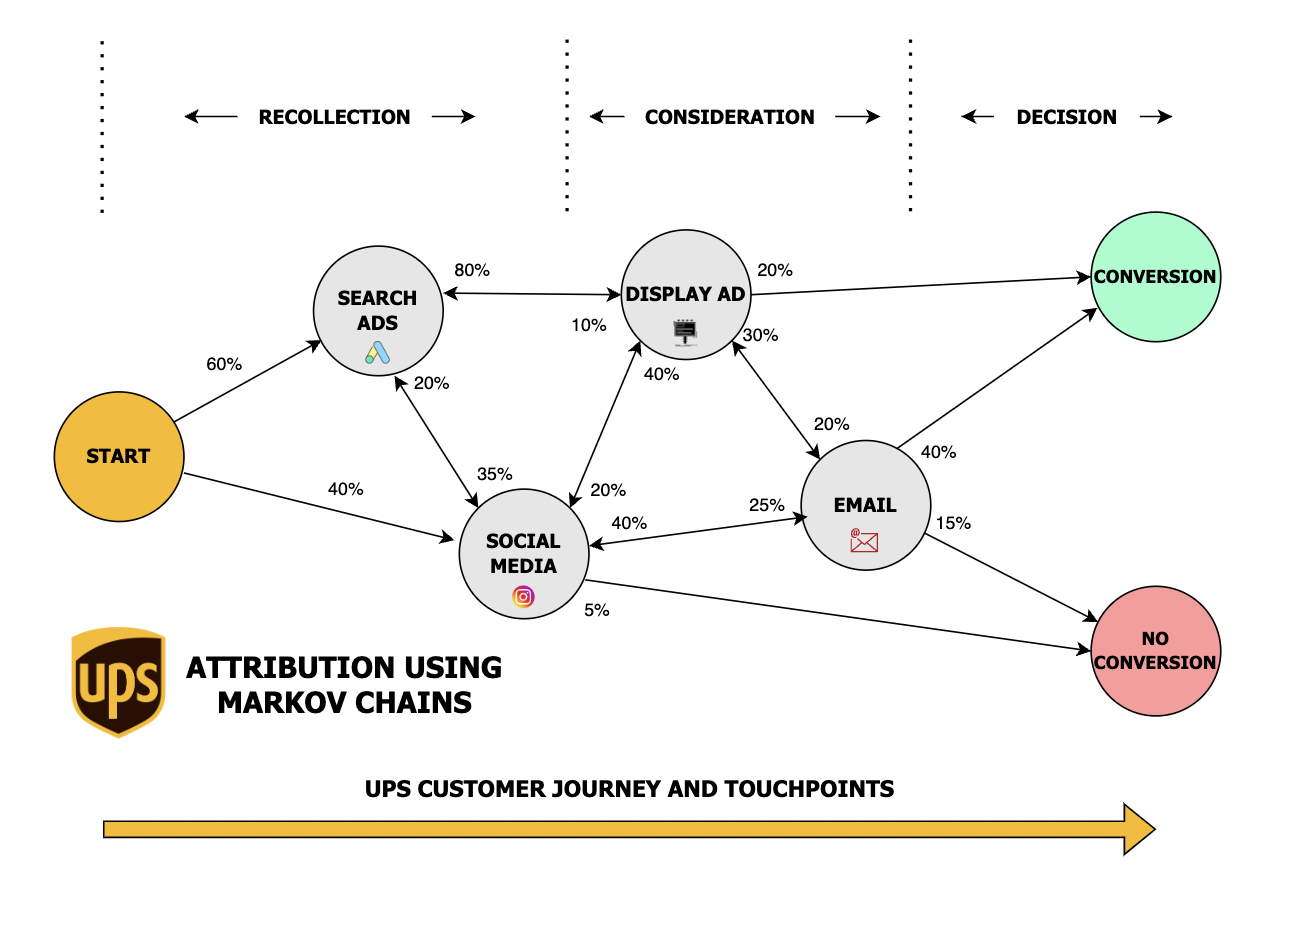 RECOLLECTION
CONSIDERATION
DECISION
SEARCH
ADS
80%
10%
20%
60%
DISPLAY AD
20%
30%
40%
CONVERSION
START
40%
35%
20%
SOCIAL
MEDIA
40%
5%
20%
25%
EMAIL
@
40%
15%
NO
CONVERSION
ups
ATTRIBUTION USING
MARKOV CHAINS
UPS CUSTOMER JOURNEY AND TOUCHPOINTS